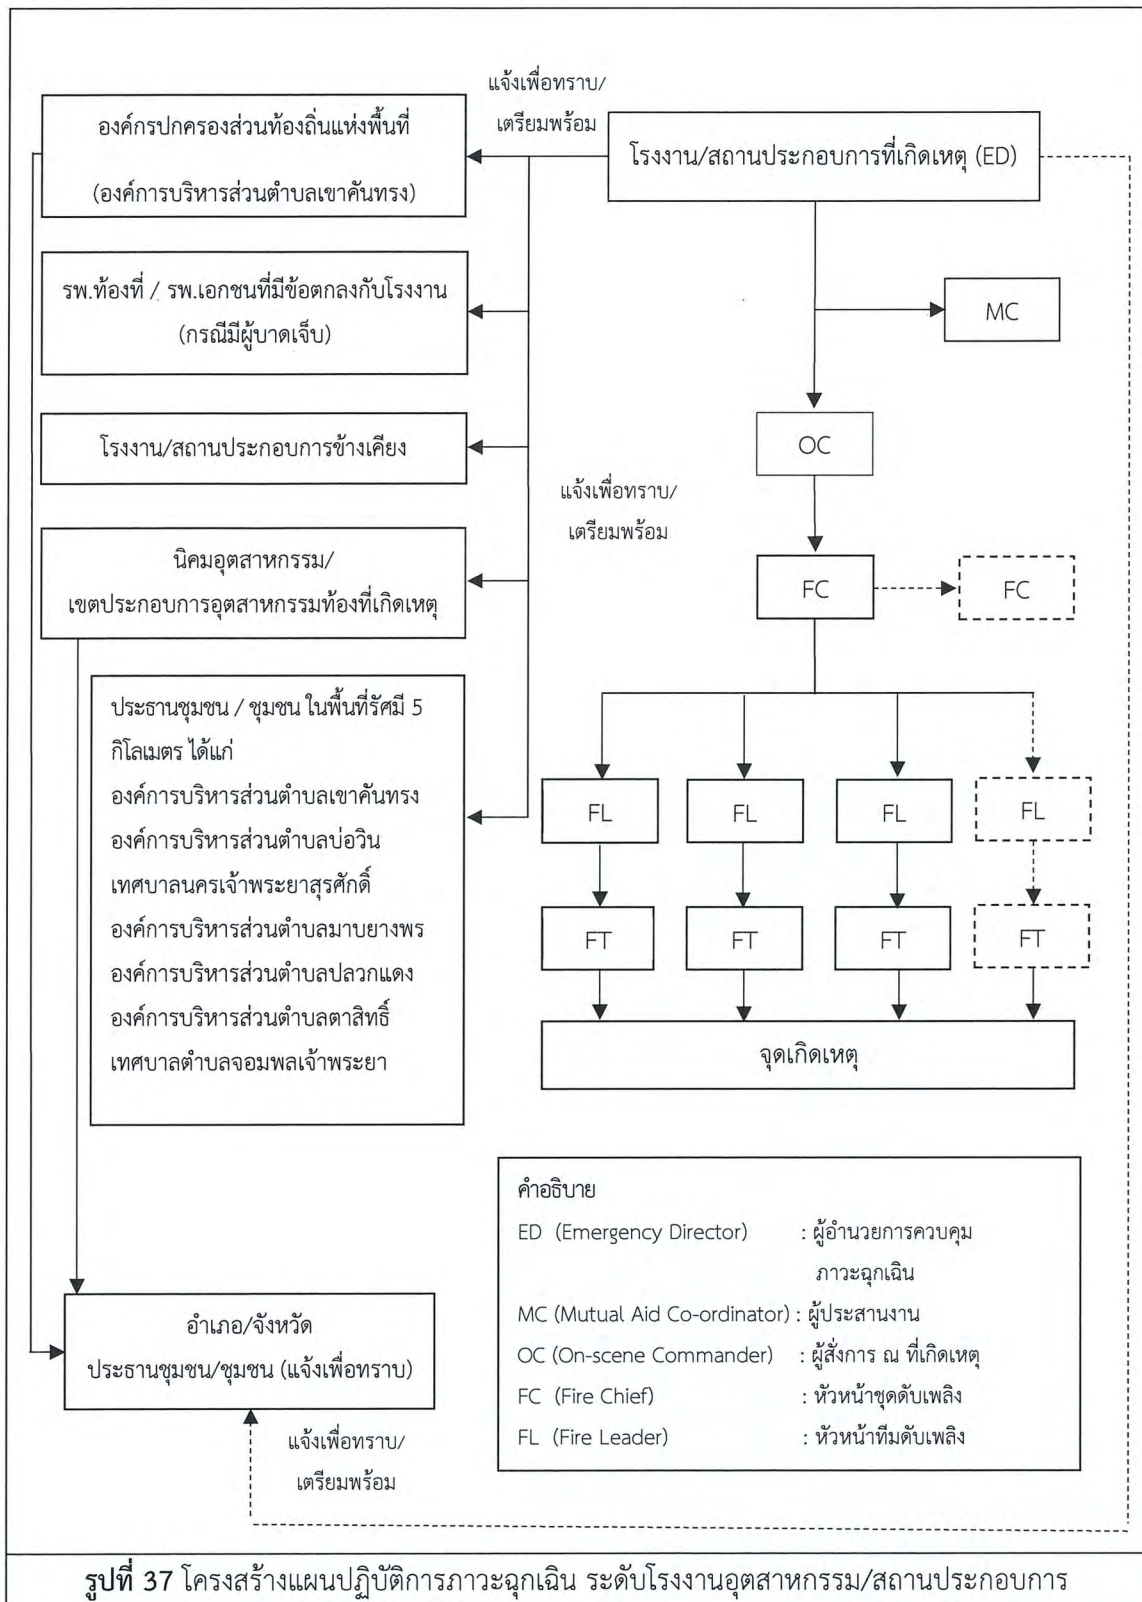 แจ้งเพื่อทราบ/
เตรียมพร้อม
องค์กรปกครองส่วนท้องถิ่นแห่งพื้นที่
(องค์การบริหารส่วนตำบลเขาคันทรง)
โรงงาน/สถานประกอบการที่เกิดเหตุ (ED)
รพ.ท้องที่ / รพ.เอกชนที่มีข้อตกลงกับโรงงาน
(กรณีมีผู้บาดเจ็บ)
MC
โรงงาน/สถานประกอบการข้างเคียง
OC
แจ้งเพื่อทราบ/
เตรียมพร้อม
นิคมอุตสาหกรรม/
เขตประกอบการอุตสาหกรรมท้องที่เกิดเหตุ
FC
FC
ประธานชุมชน / ชุมชน ในพื้นที่รัศมี 5
กิโลเมตร ได้แก่
องค์การบริหารส่วนตำบลเขาคันทรง
องค์การบริหารส่วนตำบลบ่อวิน
เทศบาลนครเจ้าพระยาสุรศักดิ์
องค์การบริหารส่วนตำบลมาบยางพร
องค์การบริหารส่วนตำบลปลวกแดง
องค์การบริหารส่วนตำบลตาสิทธิ์
เทศบาลตำบลจอมพลเจ้าพระยา
FL
FL
FL
FL
FT
FT
FT
FT
จุดเกิดเหตุ
คำอธิบาย
ED (Emergency Director) : ผู้อำนวยการควบคุม
ภาวะฉุกเฉิน
MC (Mutual Aid Co-ordinator) : ผู้ประสานงาน
OC (On-scene Commander) : ผู้สั่งการ ณ ที่เกิดเหตุ
FC (Fire Chief) : หัวหน้าชุดดับเพลิง
FL (Fire Leader) : หัวหน้าทีมดับเพลิง
อำเภอ/จังหวัด
ประธานชุมชน/ชุมชน (แจ้งเพื่อทราบ)
แจ้งเพื่อทราบ/
เตรียมพร้อม
รูปที่ 37 โครงสร้างแผนปฏิบัติการภาวะฉุกเฉิน ระดับโรงงานอุตสาหกรรม/สถานประกอบการ